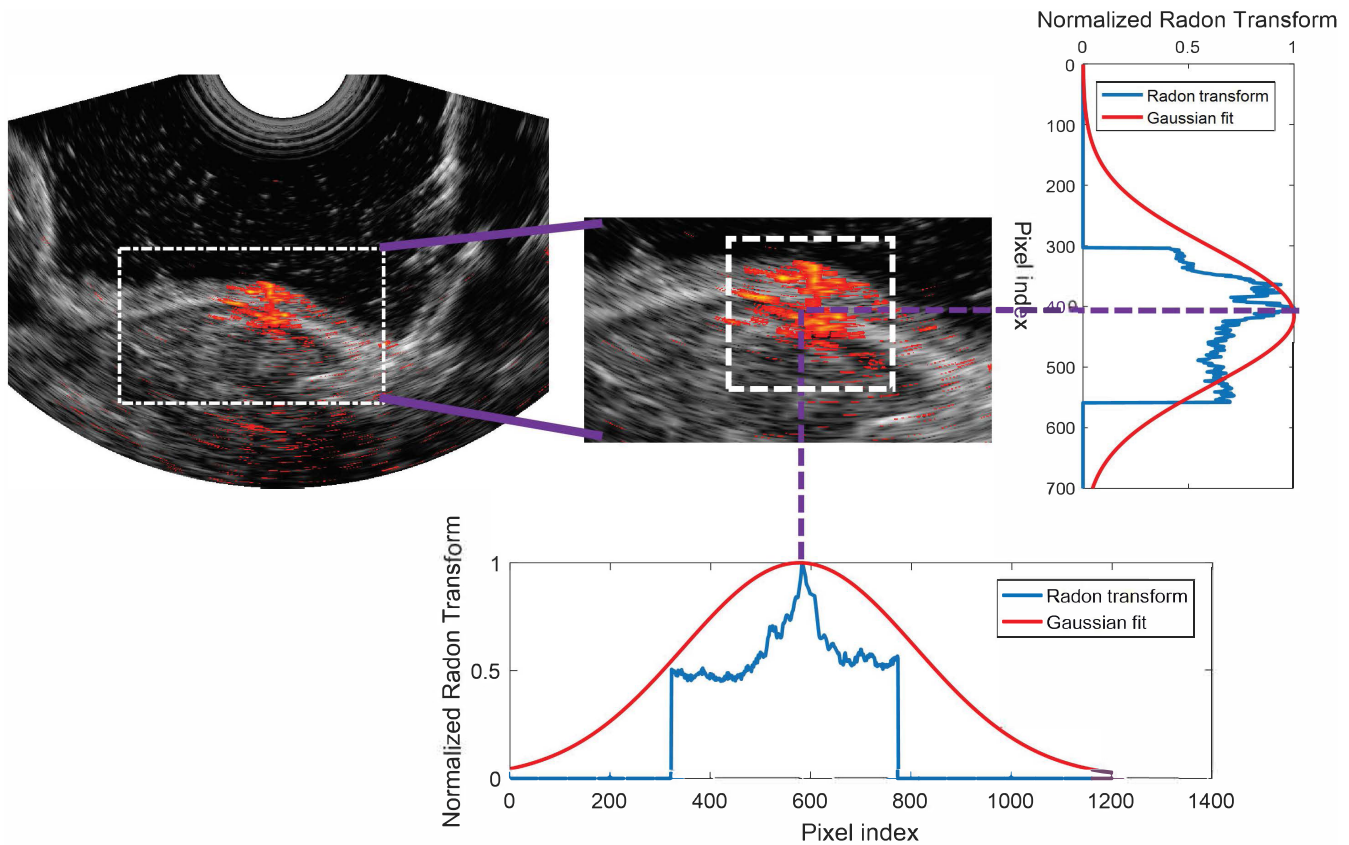 Normalized Radon Transform
0 0.5 1
0
100
200
300
400
500
600
700
Pixel index
Radon transform
Gaussian fit
Normalized Radon Transform
1
0.5
0
Radon transform
Gaussian fit
0 200 400 600 800 1000 1200 1400
Pixel index